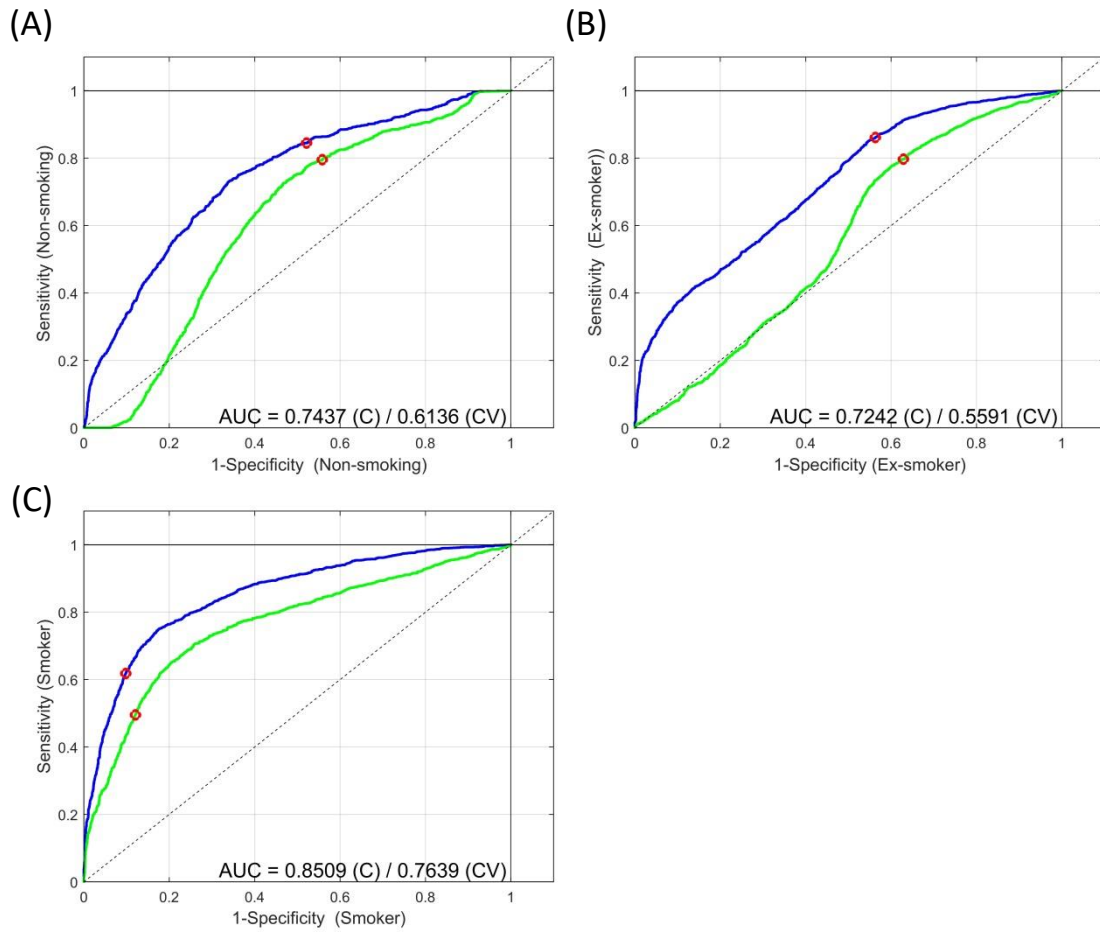 (A)
1
0.8
0.6
0.4
0.2
0
Sensitivity (Non-smoking)
AUC = 0.7437 (C) / 0.6136 (CV)
0 0.2 0.4 0.6 0.8 1
1-Specificity (Non-smoking)
(B)
1
0.8
0.6
0.4
0.2
0
Sensitivity (Ex-smoker))
AUC = 0.7242 (C) / 0.5591 (CV)
0 0.2 0.4 0.6 0.8 1
1-Specificity (Ex-smoker)
(C)
1
0.8
0.6
0.4
0.2
0
Sensitivity (Smoker)
AUC = 0.8509 (C) / 0.7639 (CV)
0 0.2 0.4 0.6 0.8 1
1-Specificity (Smoker)